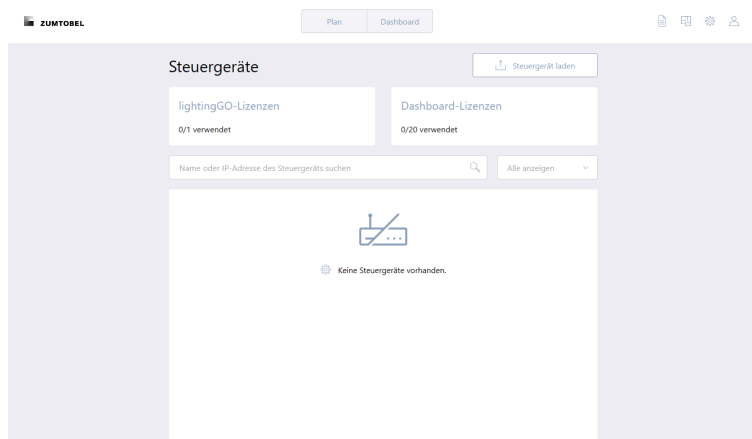 ZUMTOBEL
Plan
Dashboard
Steuergeräte
Steuergerät laden
lightingGO-Lizenzen
0/1 verwendet
Dashboard-Lizenzen
0/20 verwendet
Name oder IP-Adresse des Steuergeräts suchen
Alle anzeigen
Keine Steuergeräte vorhanden.